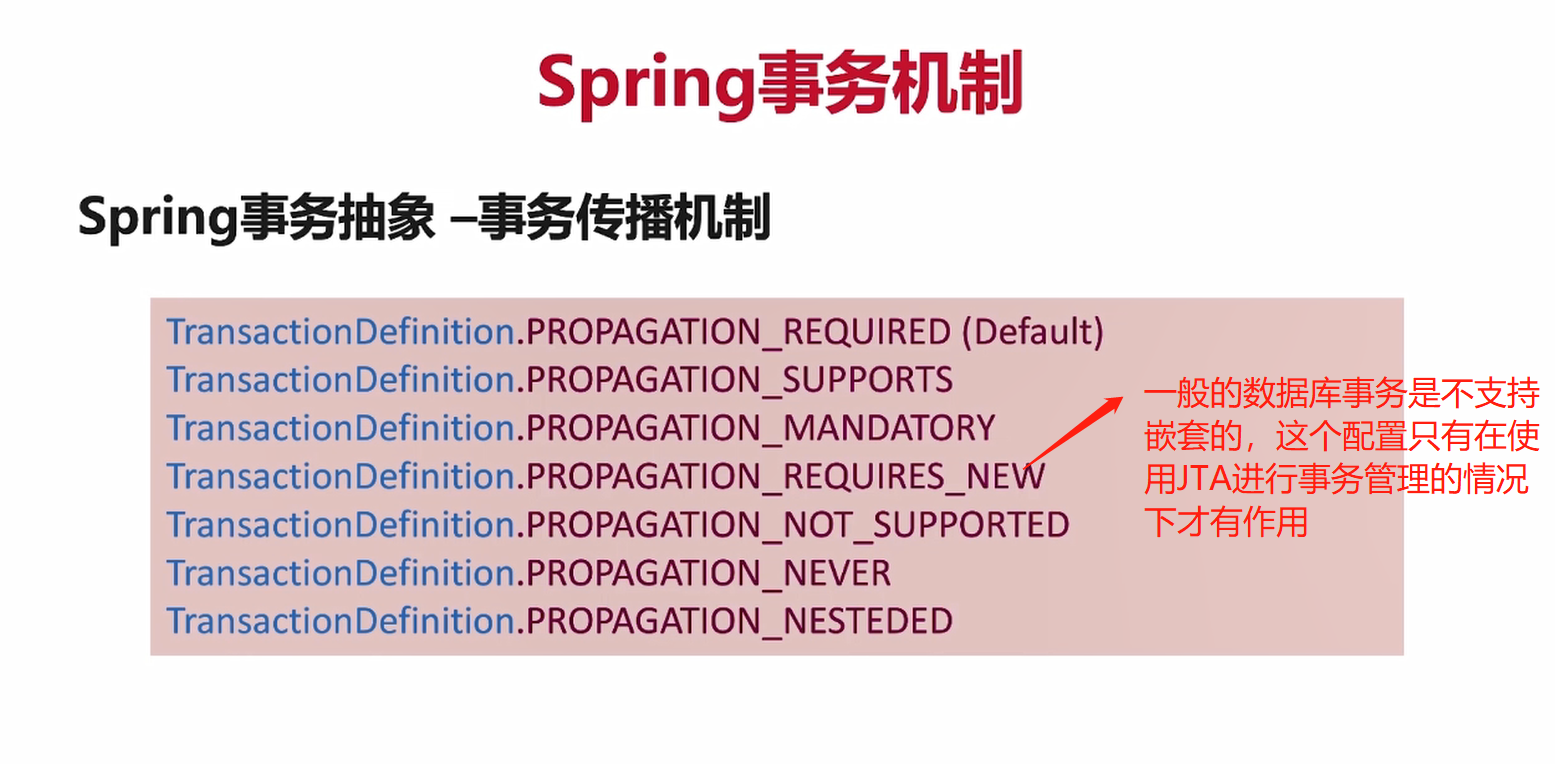 Spring事务机制
Spring事务抽象 –事务传播机制
TransactionDefinition.PROPAGATION_REQUIRED (Default)
TransactionDefinition.PROPAGATION_SUPPORTS
TransactionDefinition.PROPAGATION_MANDATORY
TransactionDefinition.PROPAGATION_REQUIRES_NEW
TransactionDefinition.PROPAGATION_NOT_SUPPORTED
TransactionDefinition.PROPAGATION_NEVER
TransactionDefinition.PROPAGATION_NESTEDED
一般的数据库事务是不支持
嵌套的，这个配置只有在使
用JTA进行事务管理的情况
下才有作用